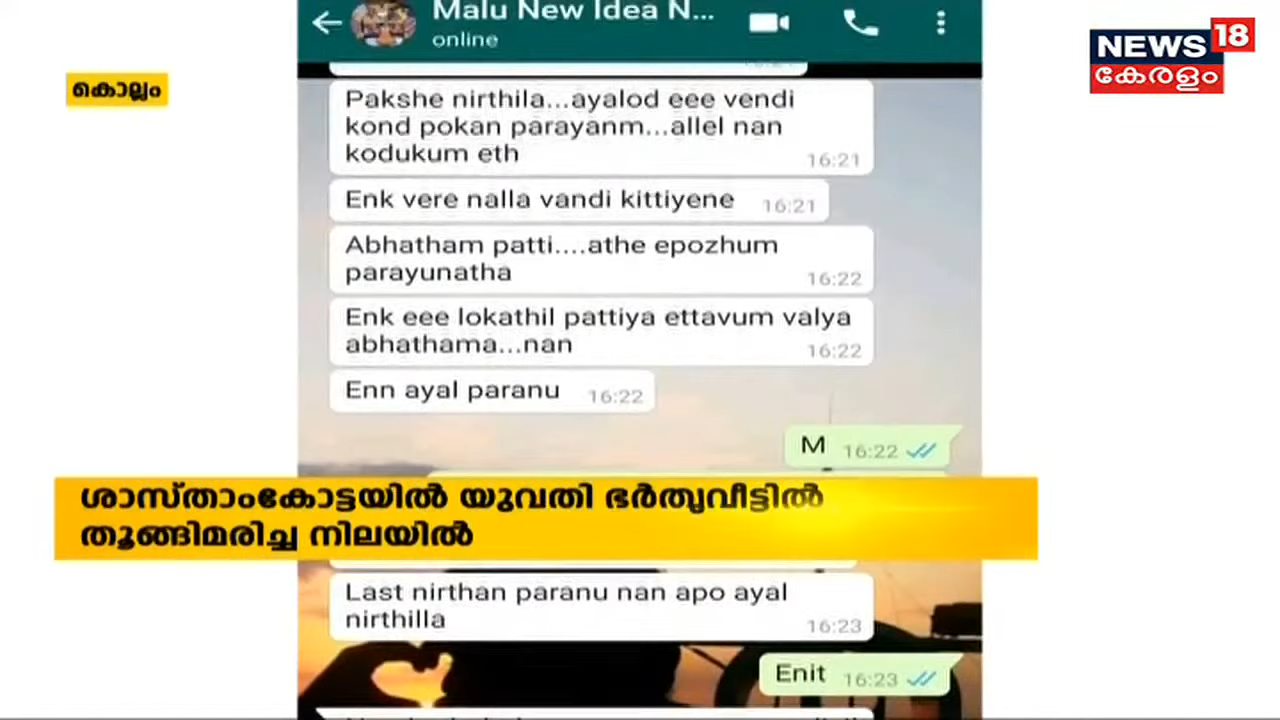 Malu New Idea N...
online
NEWS 18
കേരളം
കൊല്ലം
Pakshe nirthila...ayalod eee vendi
kond pokan parayanm...allel nan
kodukum eth
16:21
Enk vere nalla vandi kittiyene
16:21
Abhatham patti....athe epozhum
parayunatha
16:22
Enk eee lokathil pattiya ettavum valya
abhathama...nan
16:22
Enn ayal paranu
16:22
M
16:22
ശാസ്താംകോട്ടയിൽ യുവതി ഭർതൃവീട്ടിൽ
തൂങ്ങിമരിച്ച നിലയിൽ
Last nirthan paranu nan apo ayal
nirthilla
16:23
Enit
16:23